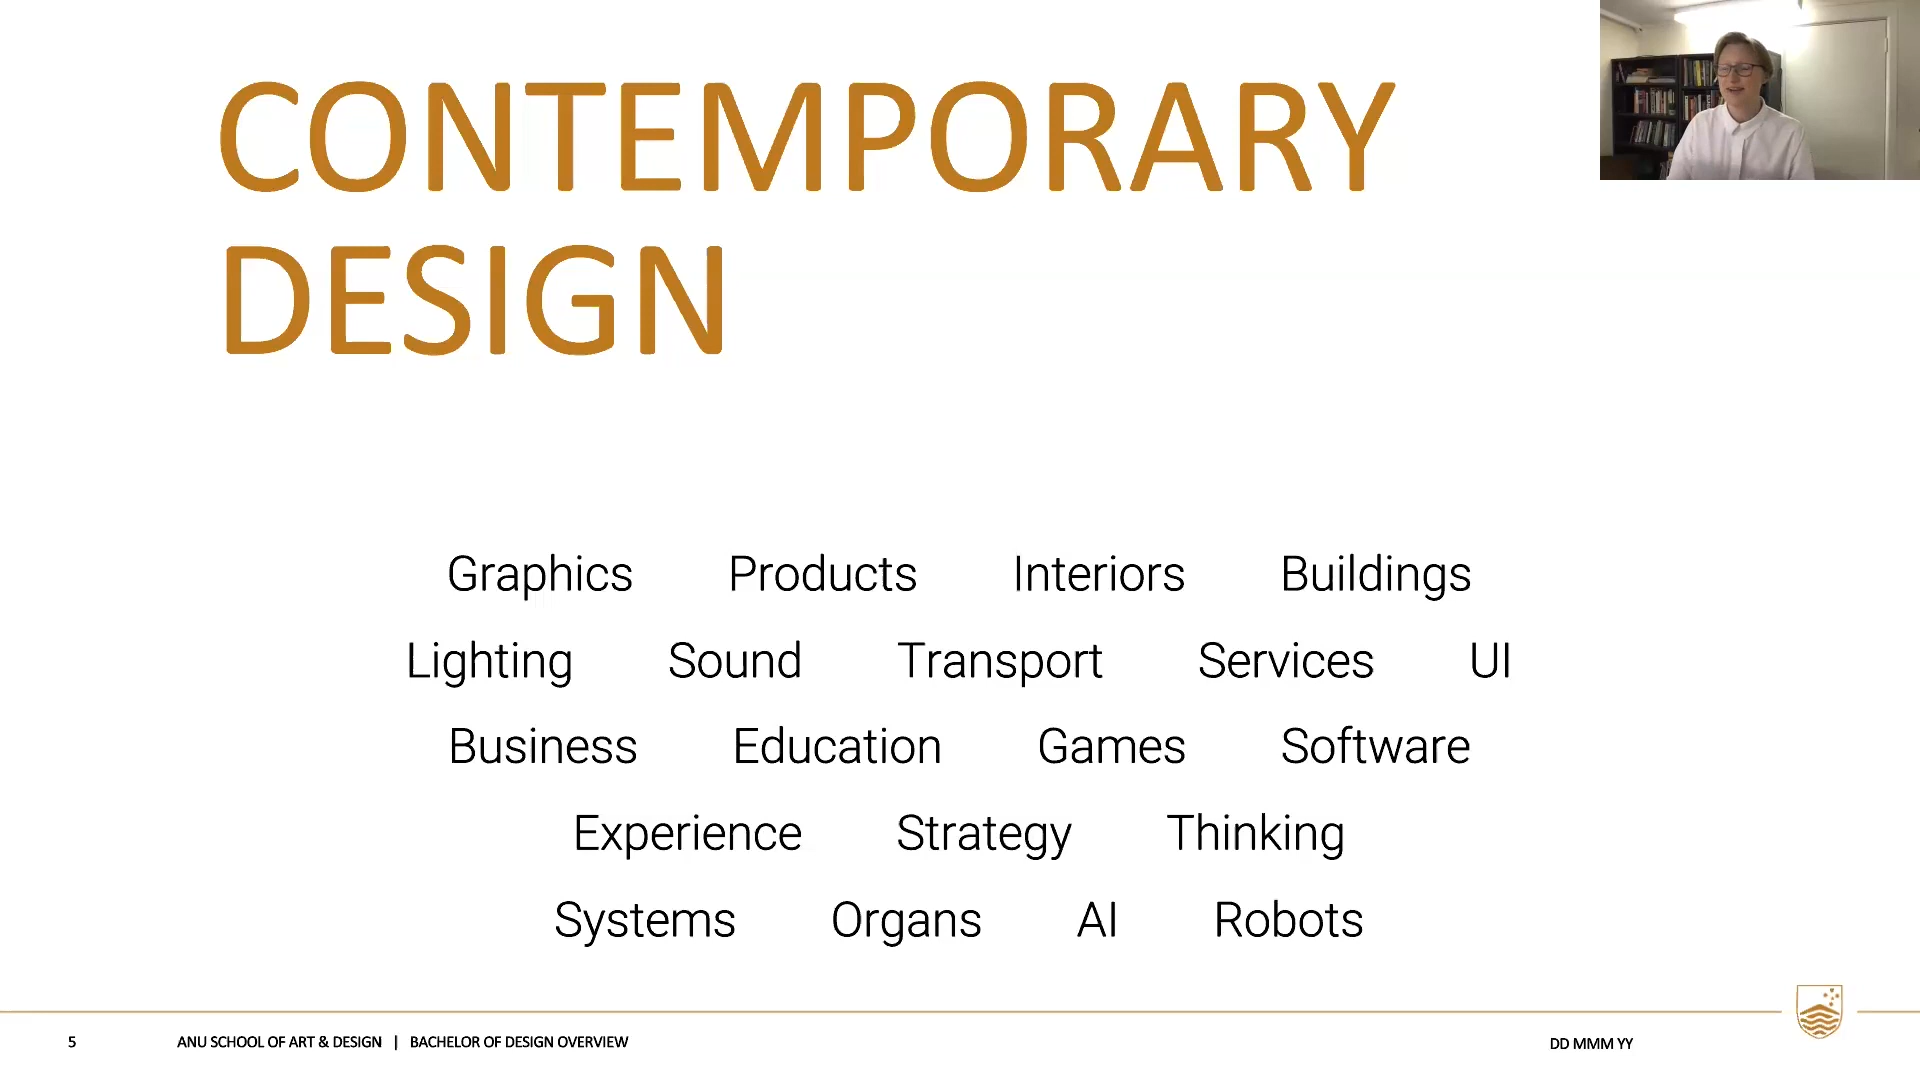 CONTEMPORARY
DESIGN
Graphics Products Interiors Buildings
Lighting Sound Transport Services UI
Business Education Games Software
Experience Strategy Thinking
Systems Organs AI Robots
5 ANU SCHOOL OF ART & DESIGN | BACHELOR OF DESIGN OVERVIEW DD MMM YY